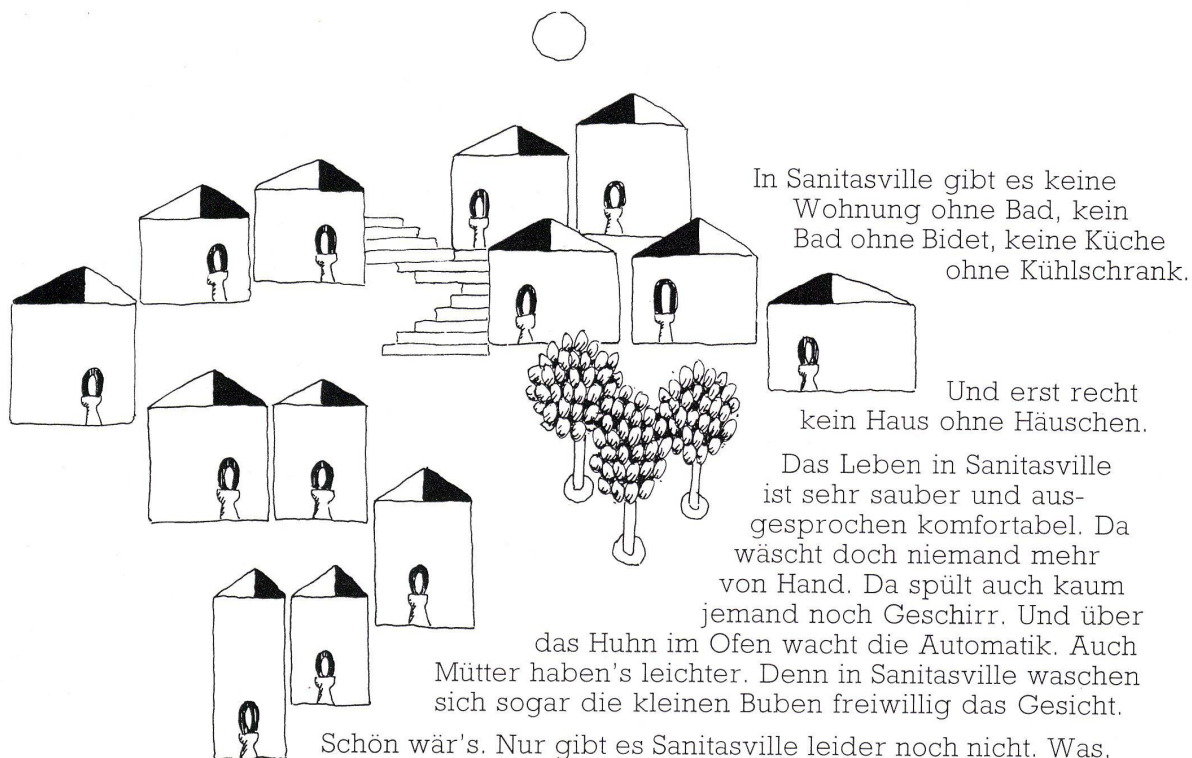 In Sanitasville gibt es keine
Wohnung ohne Bad, kein
Bad ohne Bidet, keine Küche
ohne Kühlschrank.
Und erst recht
kein Haus ohne Häuschen.
Das Leben in Sanitasville
ist sehr sauber und aus-
gesprochen komfortabel. Da
wäscht doch niemand mehr
von Hand. Da spült auch kaum
jemand noch Geschirr. Und über
das Huhn im Ofen wacht die Automatik. Auch
Mütter haben's leichter. Denn in Sanitasville waschen
sich sogar die kleinen Buben freiwillig das Gesicht.
Schön wär's. Nur gibt es Sanitasville leider noch nicht. Was,